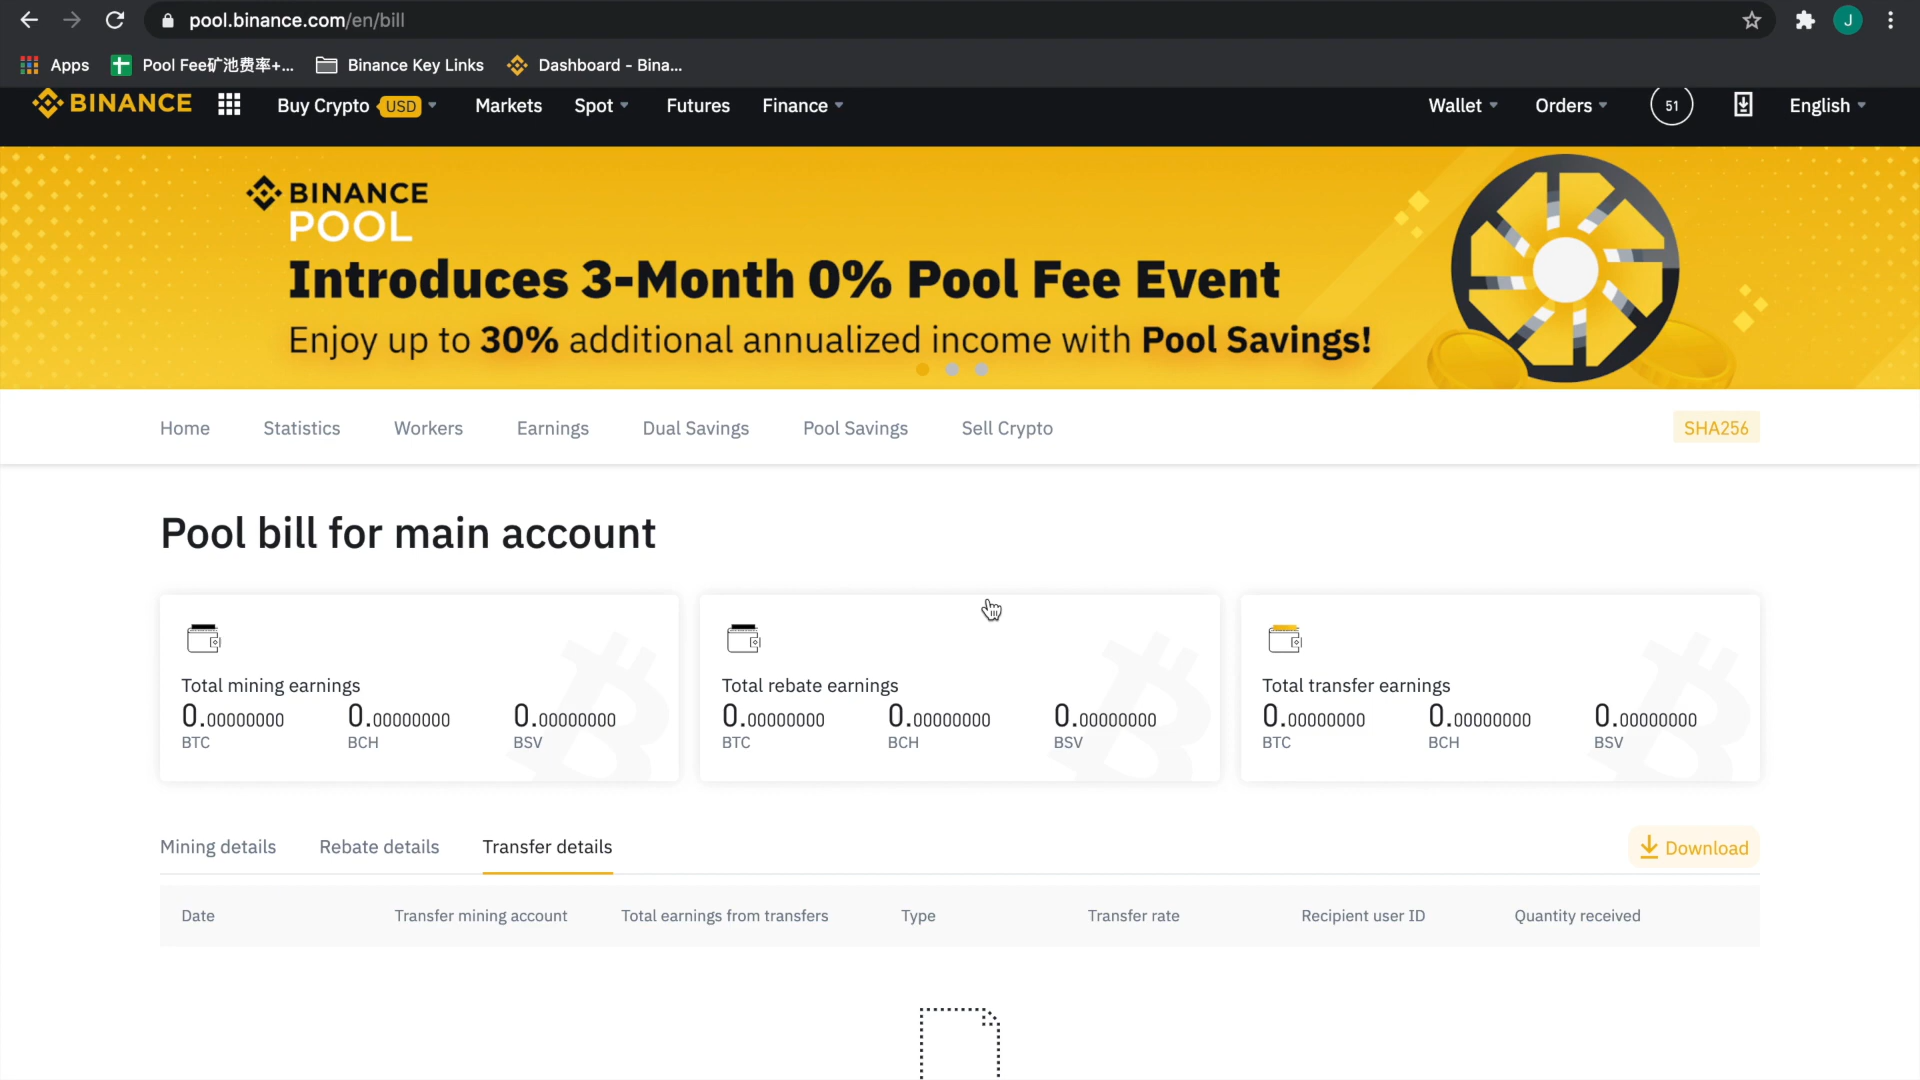 pool.binance.com/en/bill
J
Apps
Pool Fee矿池费率+...
Binance Key Links
Dashboard - Bina...
BINANCE
Buy Crypto USD
Markets
Spot
Futures
Finance
Wallet
Orders
51
English
BINANCE
POOL
Introduces 3-Month 0% Pool Fee Event
Enjoy up to 30% additional annualized income with Pool Savings!
Home
Statistics
Workers
Earnings
Dual Savings
Pool Savings
Sell Crypto
SHA256
Pool bill for main account
Total mining earnings
0.00000000 0.00000000 0.00000000
BTC BCH BSV
Total rebate earnings
0.00000000 0.00000000 0.00000000
BTC BCH BSV
Total transfer earnings
0.00000000 0.00000000 0.00000000
BTC BCH BSV
Mining details
Rebate details
Transfer details
Download
Date
Transfer mining account
Total earnings from transfers
Type
Transfer rate
Recipient user ID
Quantity received